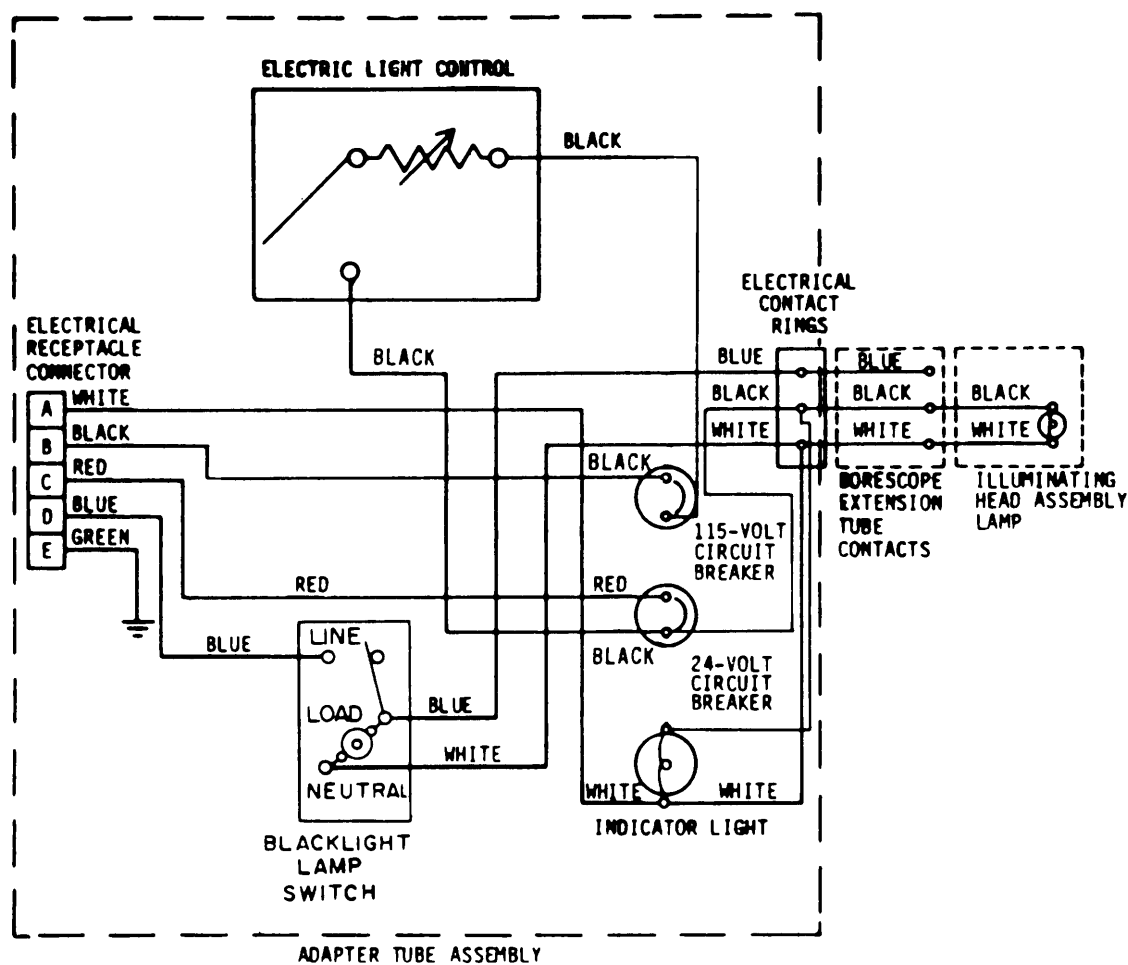 ELECTRIC LIGHT CONTROL
BLACK
ELECTRICAL
CONTACT
RINGS
ELECTRICAL
RECEPTACLE
CONNECTOR
BLACK
BLUE
BLUE
A
WHITE
BLACK
BLACK
BLACK
B
BLACK
WHITE
WHITE
WHITE
C
RED
BLACK
D
BLUE
E
GREEN
BORESCOPE
EXTENSION
TUBE
CONTACTS
ILLUMINATING
HEAD ASSEMBLY
LAMP
115-VOLT
CIRCUIT
BREAKER
RED
RED
LINE
BLUE
BLACK
24-VOLT
CIRCUIT
BREAKER
LOAD
BLUE
WHITE
NEUTRAL
WHITE
WHITE
INDICATOR LIGHT
BLACKLIGHT
LAMP
SWITCH
ADAPTER TUBE ASSEMBLY